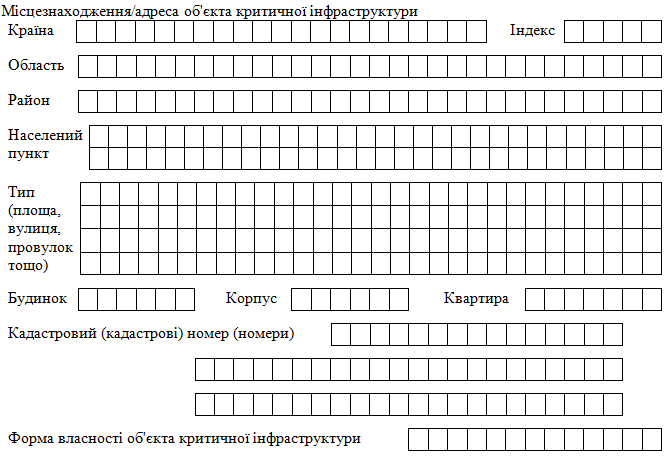 Місцезнаходження/адреса об'єкта критичної інфраструктури
Країна Індекс
Область
Район
Населений
пункт
Тип
(площа,
вулиця,
провулок
тощо)
Будинок Корпус Квартира
Кадастровий (кадастрові) номер (номери)
Форма власності об'єкта критичної інфраструктури